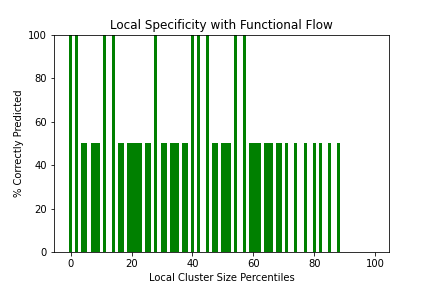 Local Specificity with Functional Flow
% Correctly Predicted
100
80
60
40
20
0
0 20 40 60 80 100
Local Cluster Size Percentiles